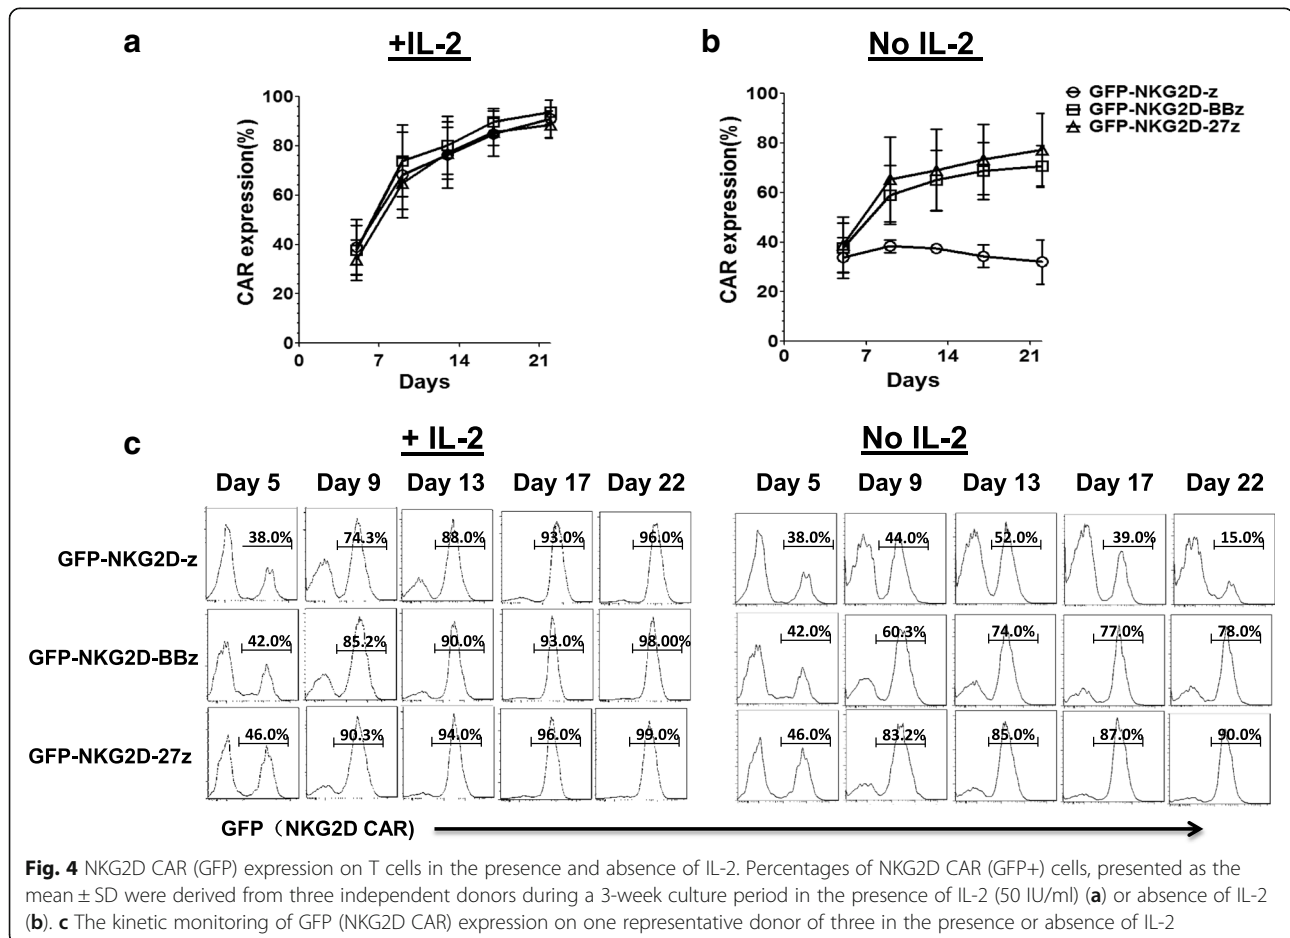 a
+IL-2
b
No IL-2
CAR expression(%)
100
80
60
40
20
0
0 7 14 21
Days
CAR expression(%)
100
80
60
40
20
0
0 7 14 21
Days
GFP-NKG2D-z
GFP-NKG2D-BBz
GFP-NKG2D-27z
c
+ IL-2
No IL-2
Day 5 Day 9 Day 13 Day 17 Day 22 Day 5 Day 9 Day 13 Day 17 Day 22
GFP-NKG2D-z 38.0% 74.3% 88.0% 93.0% 96.0% 38.0% 44.0% 52.0% 39.0% 15.0%
GFP-NKG2D-BBz 42.0% 85.2% 90.0% 93.0% 98.00% 42.0% 60.3% 74.0% 77.0% 78.0%
GFP-NKG2D-27z 46.0% 90.3% 94.0% 96.0% 99.0% 46.0% 83.2% 85.0% 87.0% 90.0%
GFP（NKG2D CAR)
Fig. 4 NKG2D CAR (GFP) expression on T cells in the presence and absence of IL-2. Percentages of NKG2D CAR (GFP+) cells, presented as the
mean ± SD were derived from three independent donors during a 3-week culture period in the presence of IL-2 (50 IU/ml) (a) or absence of IL-2
(b). c The kinetic monitoring of GFP (NKG2D CAR) expression on one representative donor of three in the presence or absence of IL-2